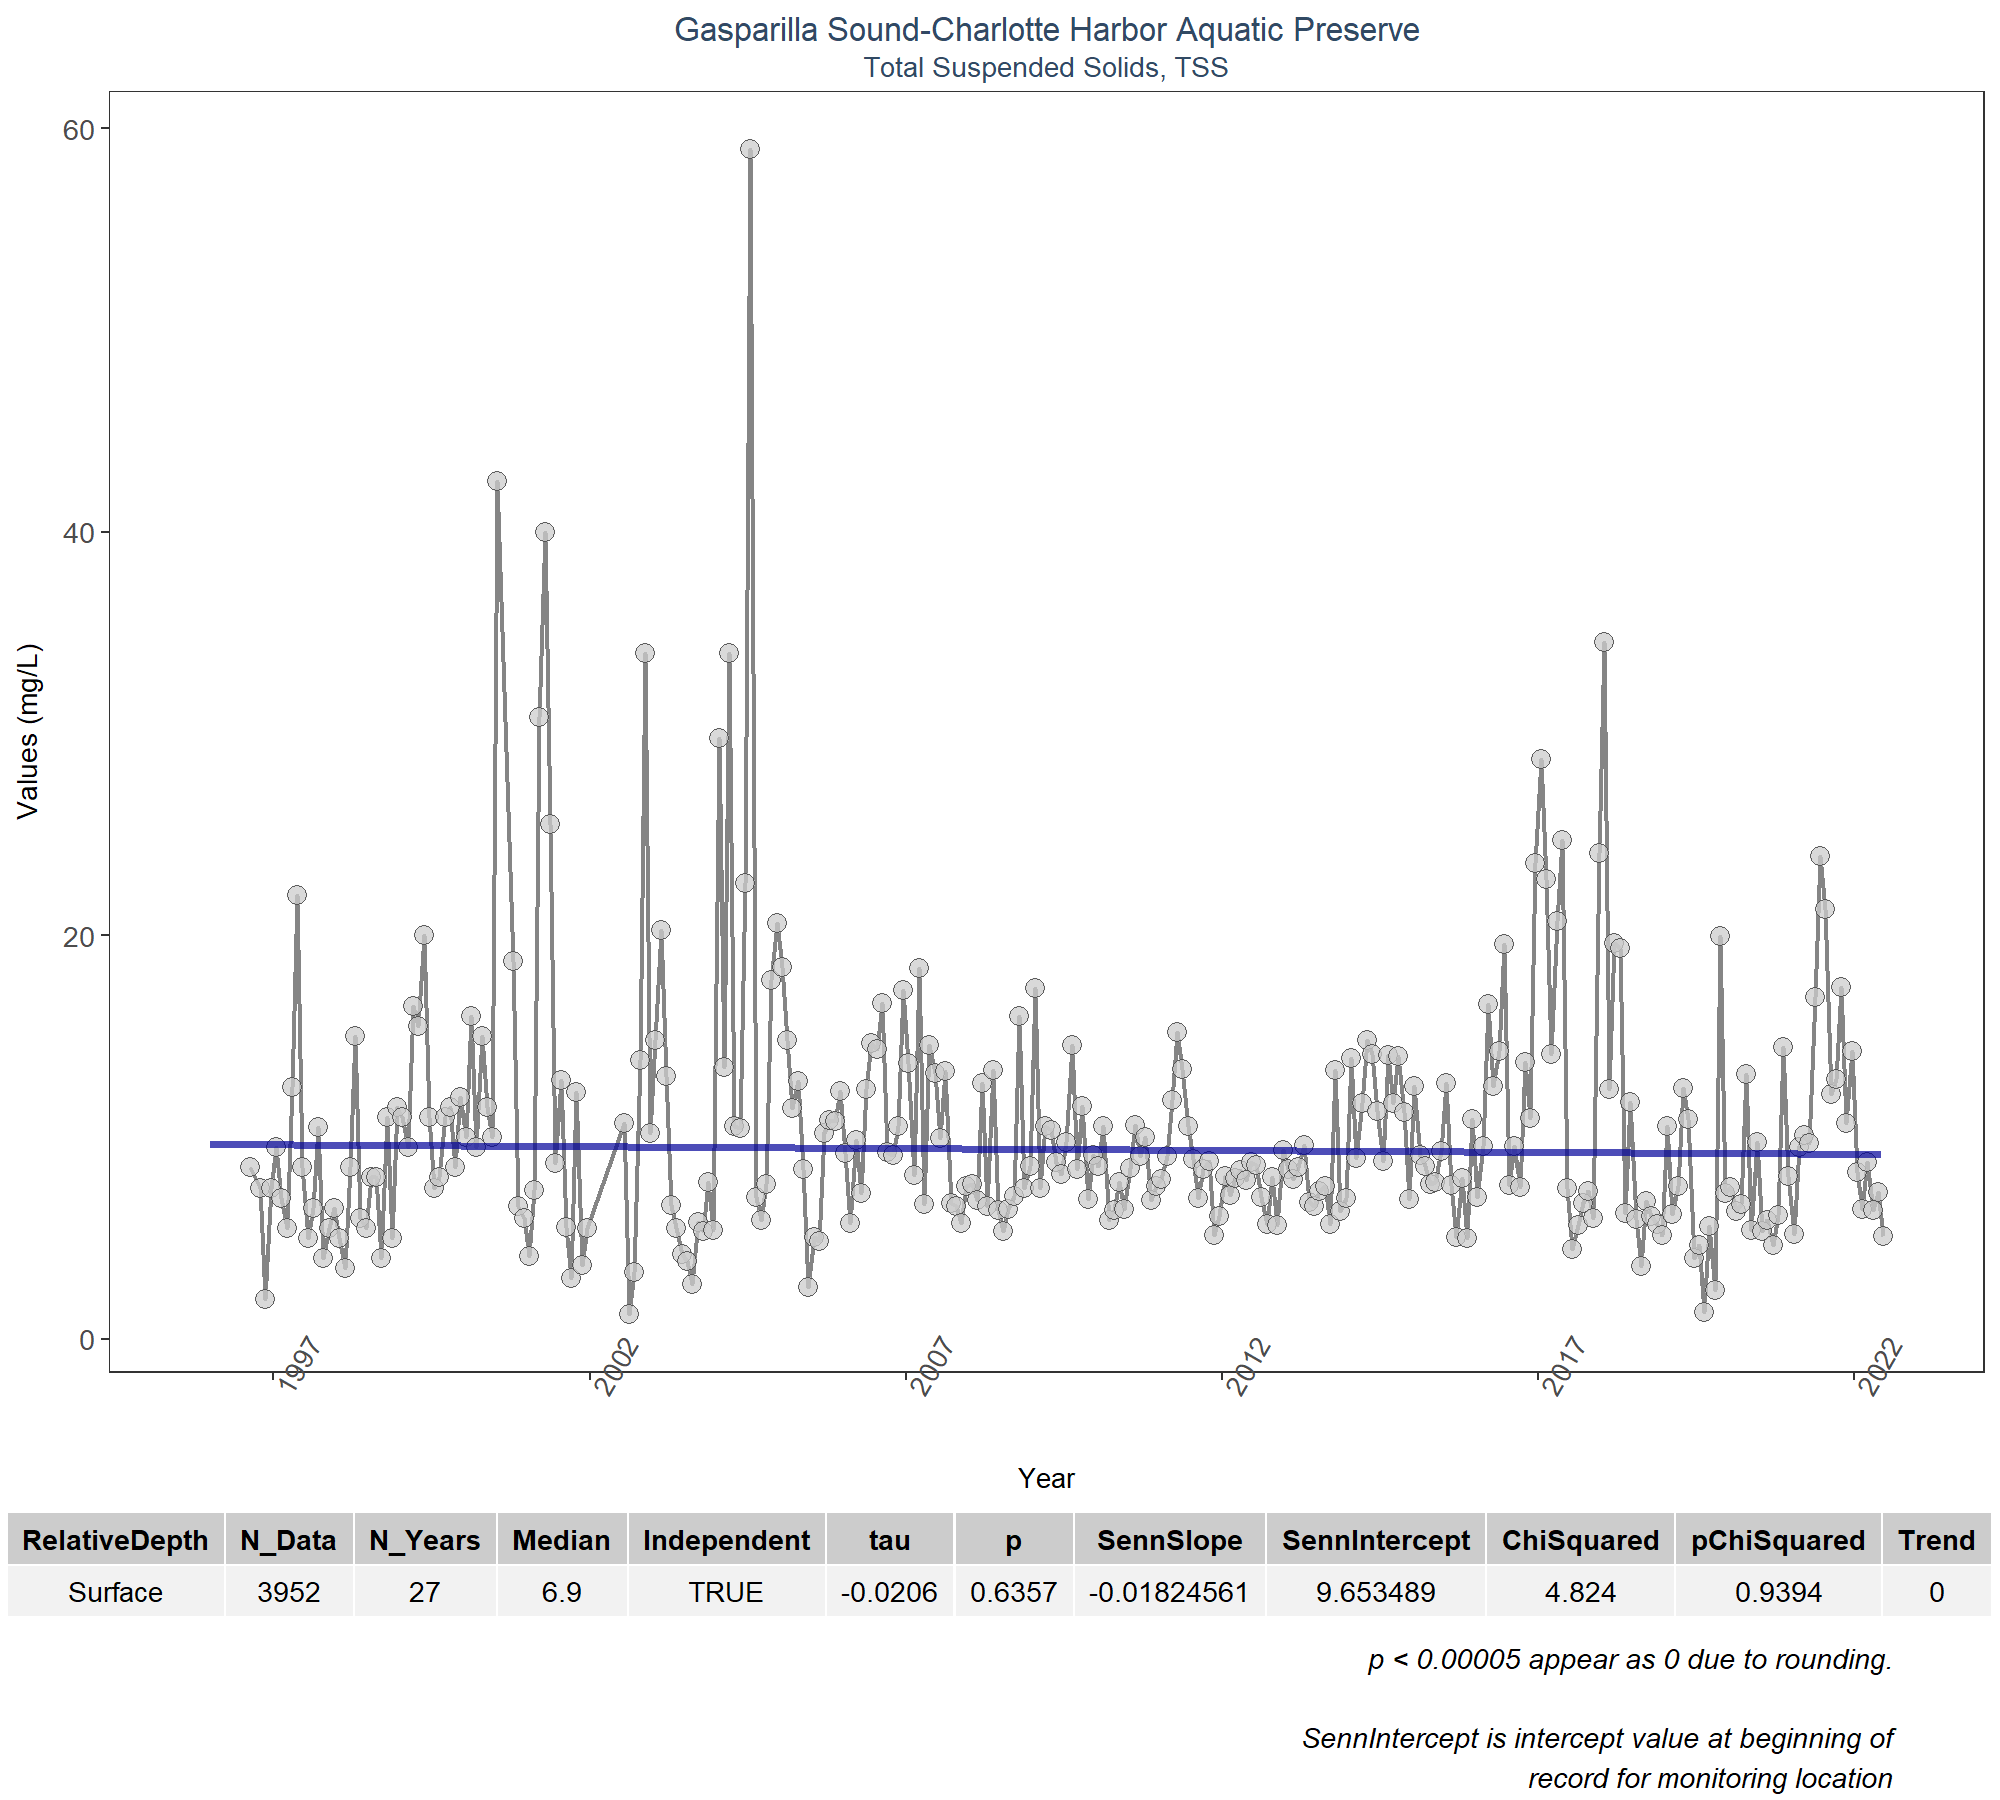 Gasparilla Sound-Charlotte Harbor Aquatic Preserve
Total Suspended Solids, TSS
60
40
20
0
Values (mg/L)
1997 2002 2007 2012 2017 2022
Year
RelativeDepth N_Data N_Years Median Independent tau p SennSlope SennIntercept ChiSquared pChiSquared Trend
Surface 3952 27 6.9 TRUE -0.0206 0.6357 -0.01824561 9.653489 4.824 0.9394 0
p < 0.00005 appear as 0 due to rounding.
SennIntercept is intercept value at beginning of
record for monitoring location